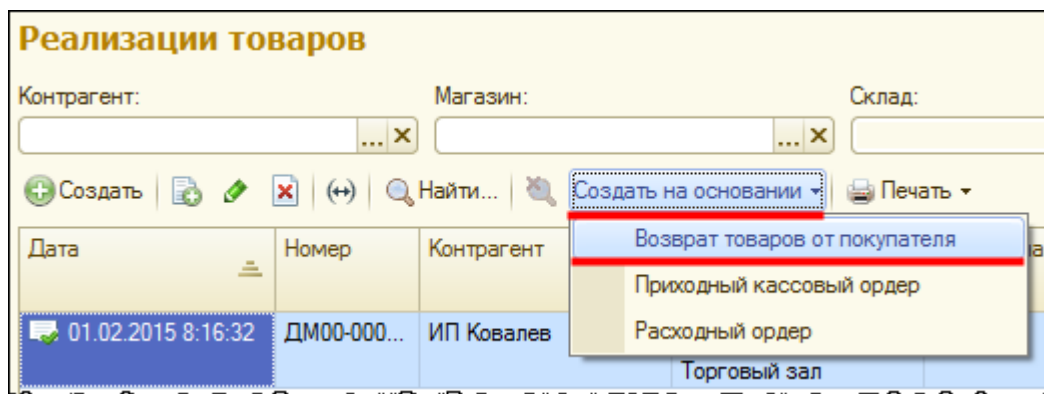 Реализации товаров
Контрагент: Магазин: Склад:
Создать Найти... Создать на основании Печать
Дата Номер Контрагент Возврат товаров от покупателя
Приходный кассовый ордер
01.02.2015 8:16:32 ДМ00-000... ИП Ковалев Расходный ордер
Торговый зал